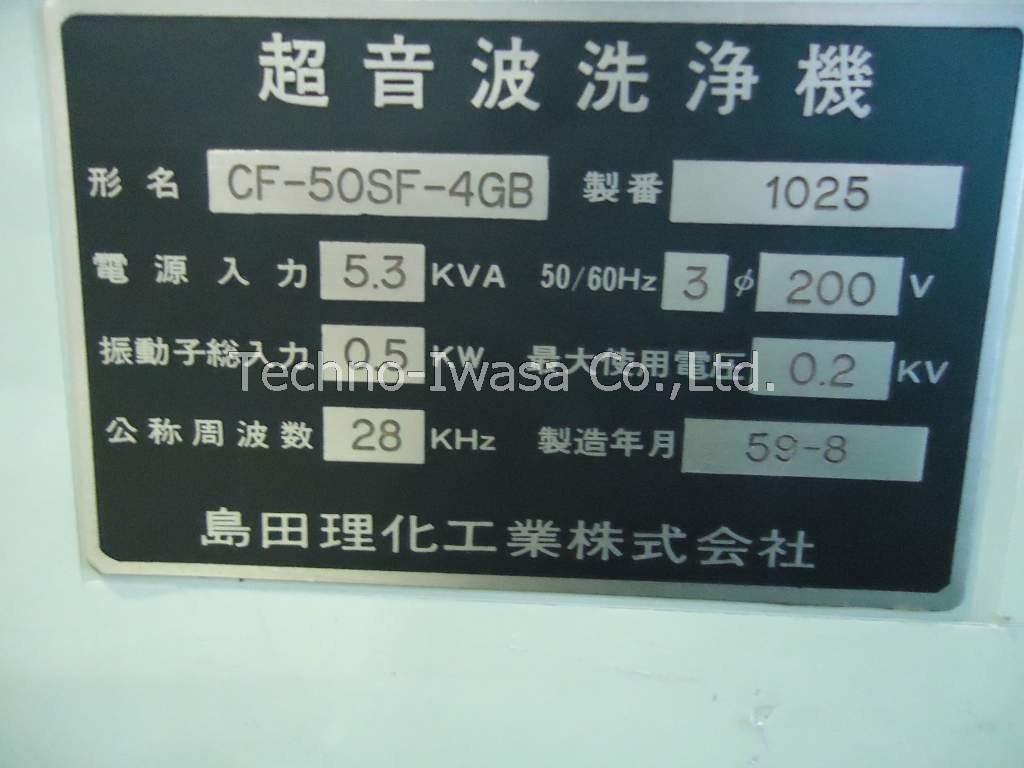 超音波洗浄機
形名 CF-50SF-4GB 製番 1025
電源入力 5.3 KVA 50/60Hz 3 φ 200 V
振動子総入力 0.5 KW 最大使用電圧 0.2 KV
Techno-Iwasa Co.,Ltd.
公称周波数 28 KHz 製造年月 59-8
島田理化工業株式会社